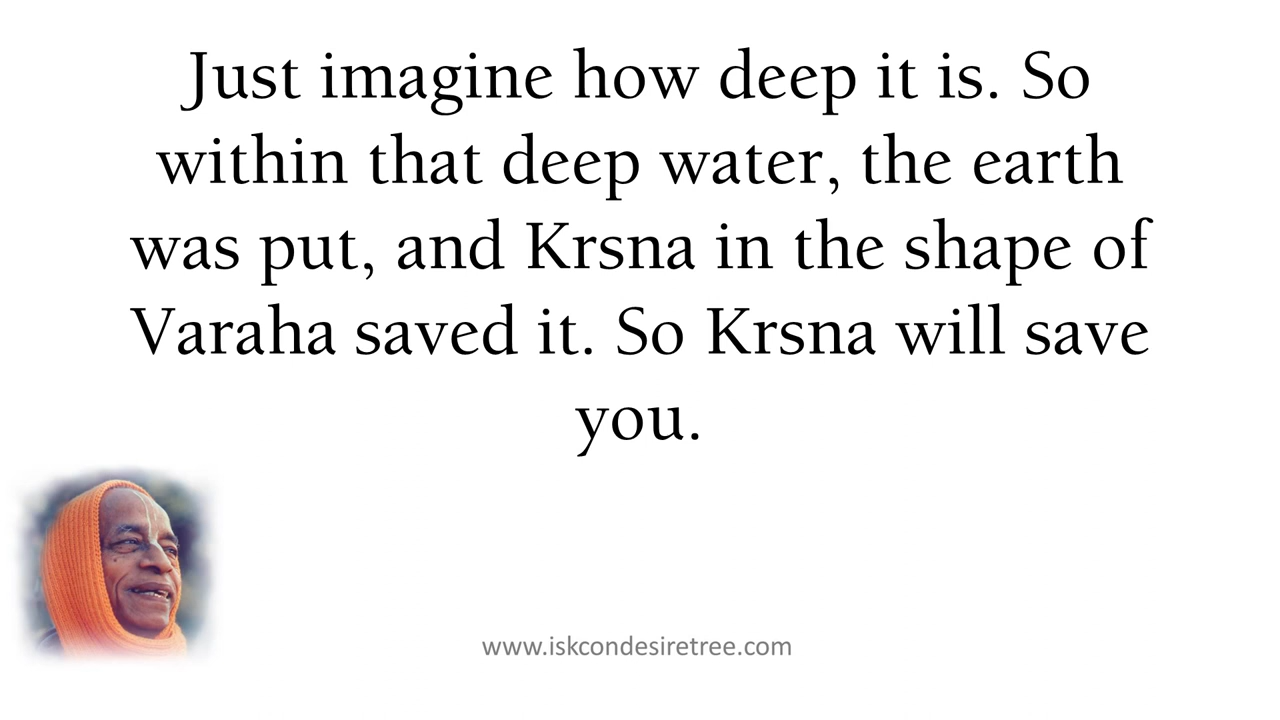 Just imagine how deep it is. So
within that deep water, the earth
was put, and Krsna in the shape of
Varaha saved it. So Krsna will save
you.
www.iskcondesiretree.com